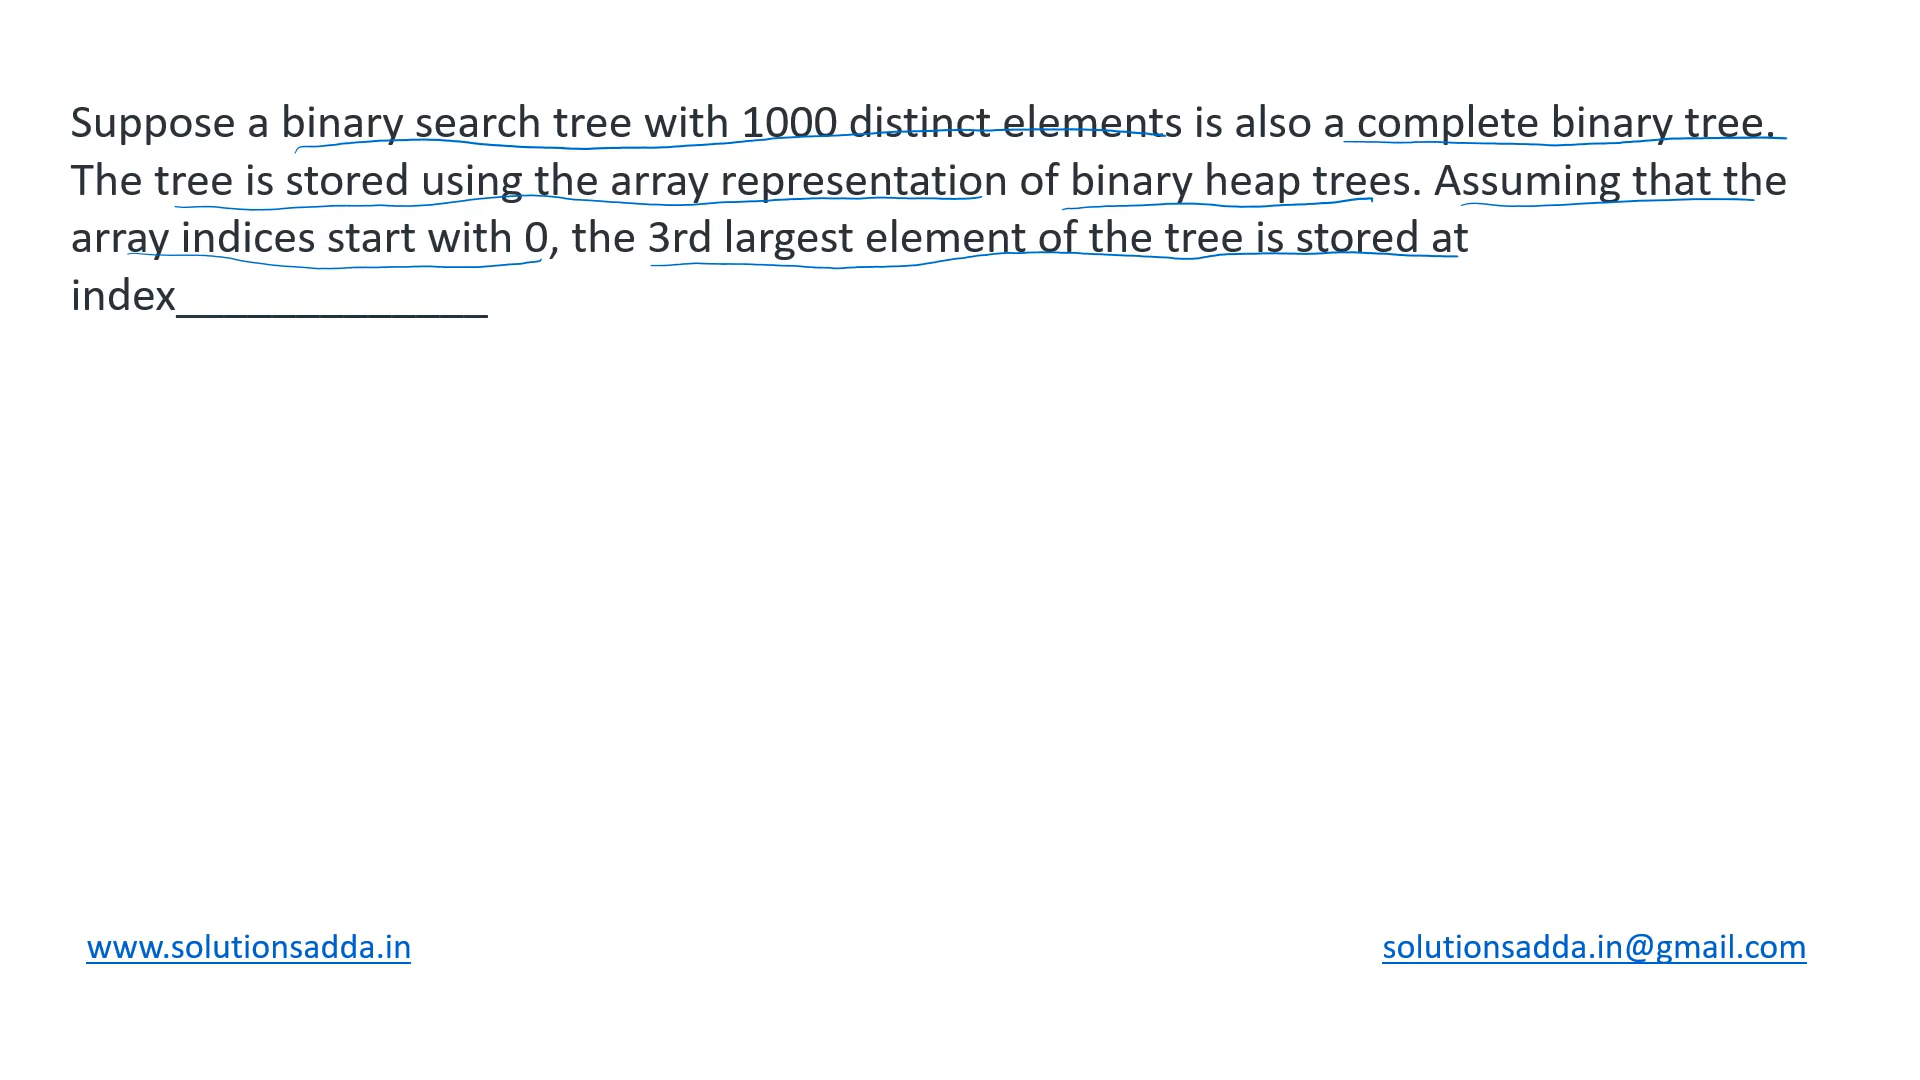 Suppose a binary search tree with 1000 distinct elements is also a complete binary tree.
The tree is stored using the array representation of binary heap trees. Assuming that the
array indices start with 0, the 3rd largest element of the tree is stored at
index_____________
www.solutionsadda.in
solutionsadda.in@gmail.com